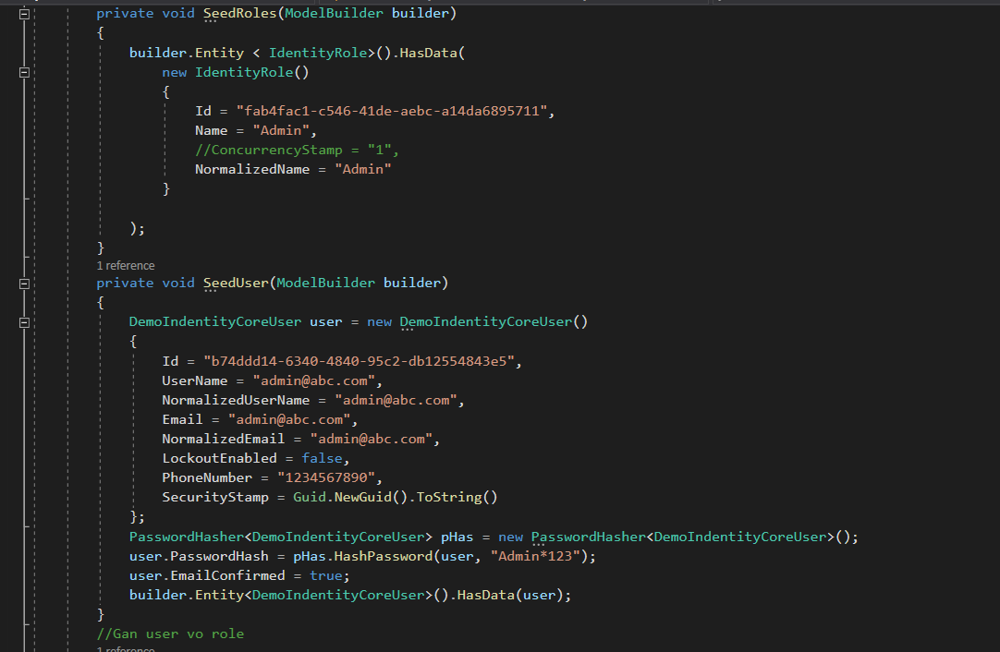 private void SeedRoles(ModelBuilder builder)
{
builder.Entity < IdentityRole>().HasData(
new IdentityRole()
{
Id = "fab4fac1-c546-41de-aebc-a14da6895711",
Name = "Admin",
//ConcurrencyStamp = "1",
NormalizedName = "Admin"
}
);
}
1 reference
private void SeedUser(ModelBuilder builder)
{
DemoIndentityCoreUser user = new DemoIndentityCoreUser()
{
Id = "b74ddd14-6340-4840-95c2-db12554843e5",
UserName = "admin@abc.com",
NormalizedUserName = "admin@abc.com",
Email = "admin@abc.com",
NormalizedEmail = "admin@abc.com",
LockoutEnabled = false,
PhoneNumber = "1234567890",
SecurityStamp = Guid.NewGuid().ToString()
};
PasswordHasher<DemoIndentityCoreUser> pHas = new PasswordHasher<DemoIndentityCoreUser>();
user.PasswordHash = pHas.HashPassword(user, "Admin*123");
user.EmailConfirmed = true;
builder.Entity<DemoIndentityCoreUser>().HasData(user);
}
//Gan user vo role
1 reference